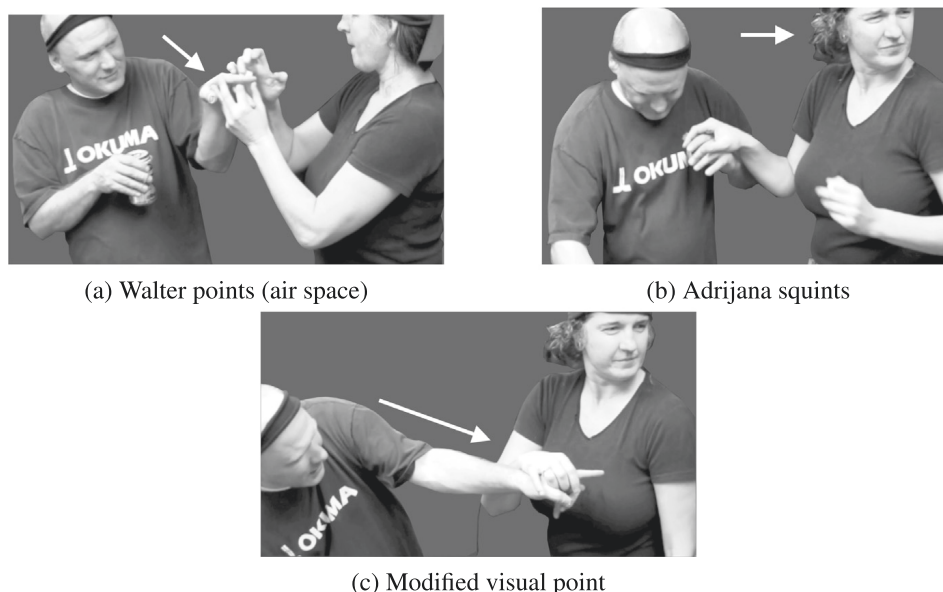 OKUMA
OKUMA
(a) Walter points (air space)
(b) Adrijana squints
OKUMA
(c) Modified visual point